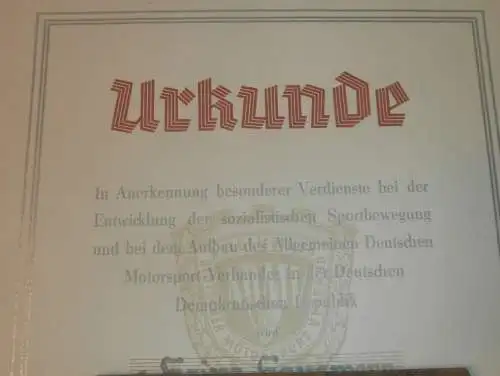 Urkunde
In Anerkennung besonderer Verdienste bei der
Entwicklung der sozialistischen Sportbewegung
und bei dem Aufbau des Allgemeinen Deutschen
Motorsport-Verbandes in der Deutschen
Demokratischen Republik
wird